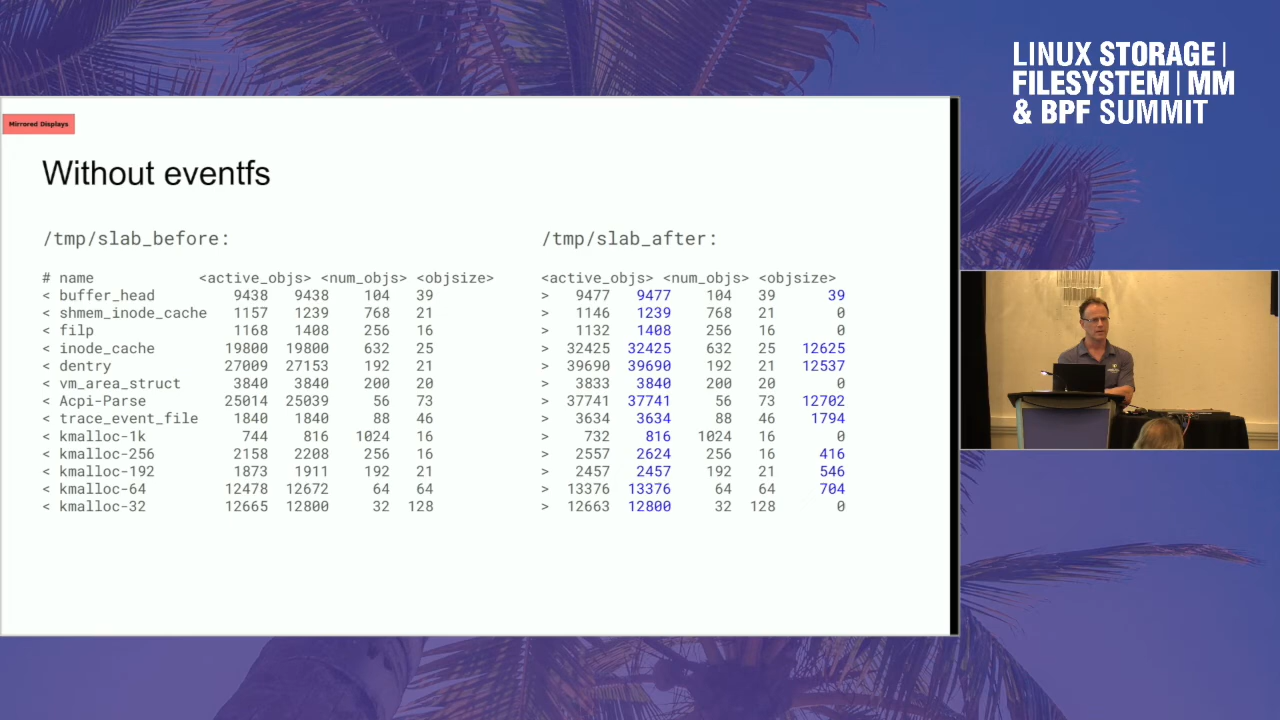 LINUX STORAGE |
FILESYSTEM | MM
& BPF SUMMIT
Mirrored Displays
Without eventfs
/tmp/slab_before: /tmp/slab_after:
# name <active_objs> <num_objs> <objsize> <active_objs> <num_objs> <objsize>
< buffer_head 9438 9438 104 39 > 9477 9477 104 39 39
< shmem_inode_cache 1157 1239 768 21 > 1146 1239 768 21 0
< filp 1168 1408 256 16 > 1132 1408 256 16 0
< inode_cache 19800 19800 632 25 > 32425 32425 632 25 12625
< dentry 27009 27153 192 21 > 39690 39690 192 21 12537
< vm_area_struct 3840 3840 200 20 > 3833 3840 200 20 0
< Acpi-Parse 25014 25039 56 73 > 37741 37741 56 73 12702
< trace_event_file 1840 1840 88 46 > 3634 3634 88 46 1794
< kmalloc-1k 744 816 1024 16 > 732 816 1024 16 0
< kmalloc-256 2158 2208 256 16 > 2557 2624 256 16 416
< kmalloc-192 1873 1911 192 21 > 2457 2457 192 21 546
< kmalloc-64 12478 12672 64 64 > 13376 13376 64 64 704
< kmalloc-32 12665 12800 32 128 > 12663 12800 32 128 0